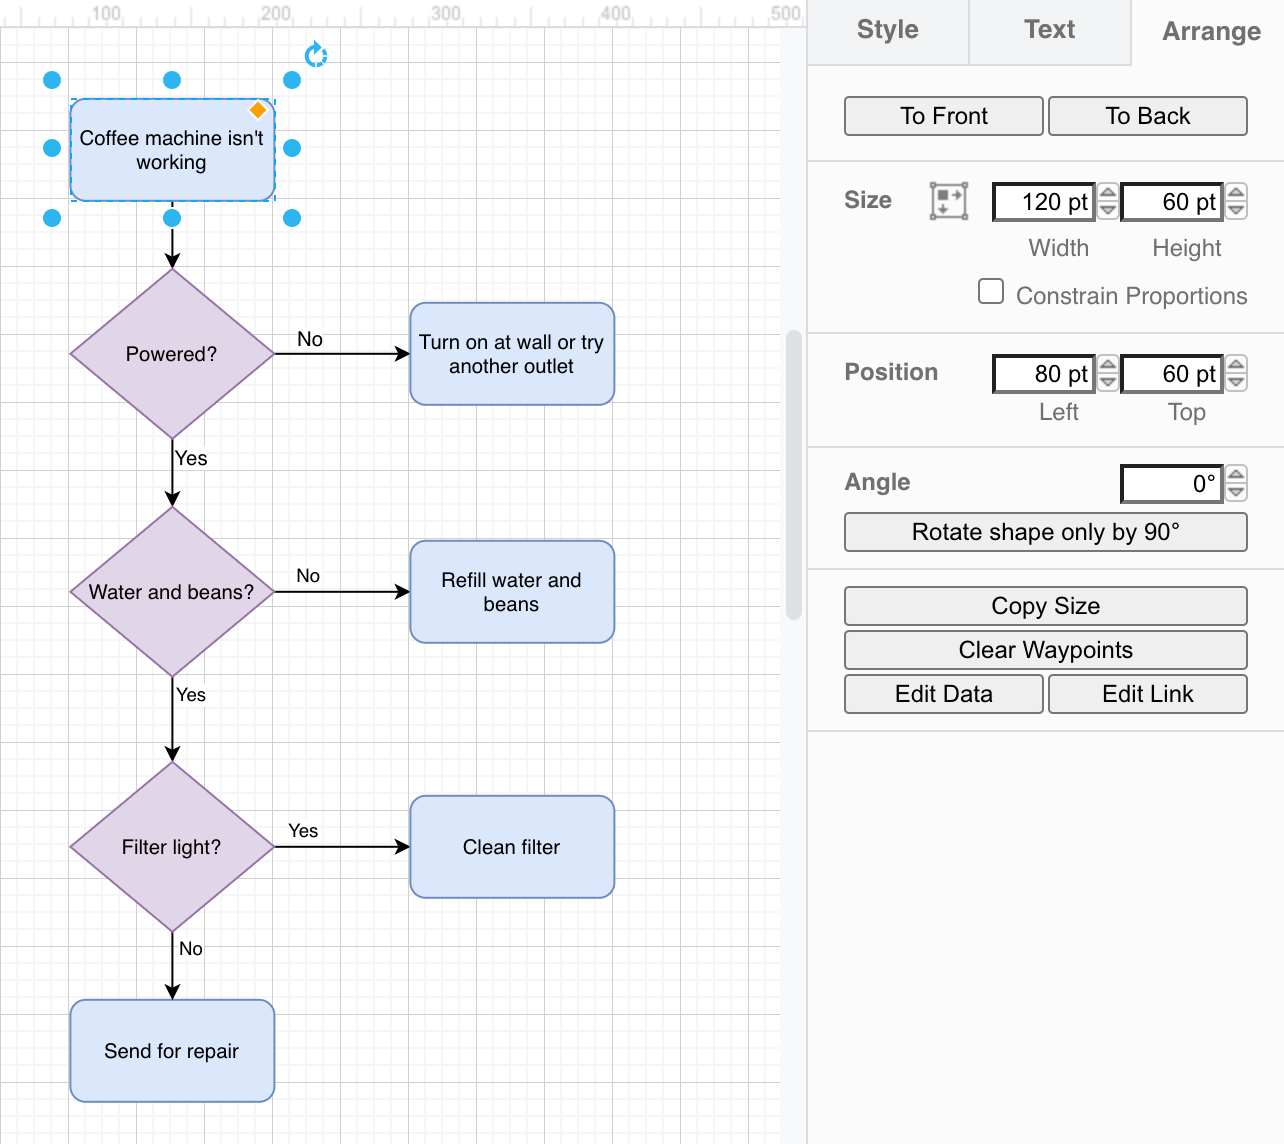 100 200 300 400 500
Style Text Arrange
To Front To Back
Size 120 pt 60 pt
Width Height
Constrain Proportions
Position 80 pt 60 pt
Left Top
Angle 0°
Rotate shape only by 90°
Copy Size
Clear Waypoints
Edit Data Edit Link
Coffee machine isn't
working
Powered?
No
Turn on at wall or try
another outlet
Yes
Water and beans?
No
Refill water and
beans
Yes
Filter light?
Yes
Clean filter
No
Send for repair